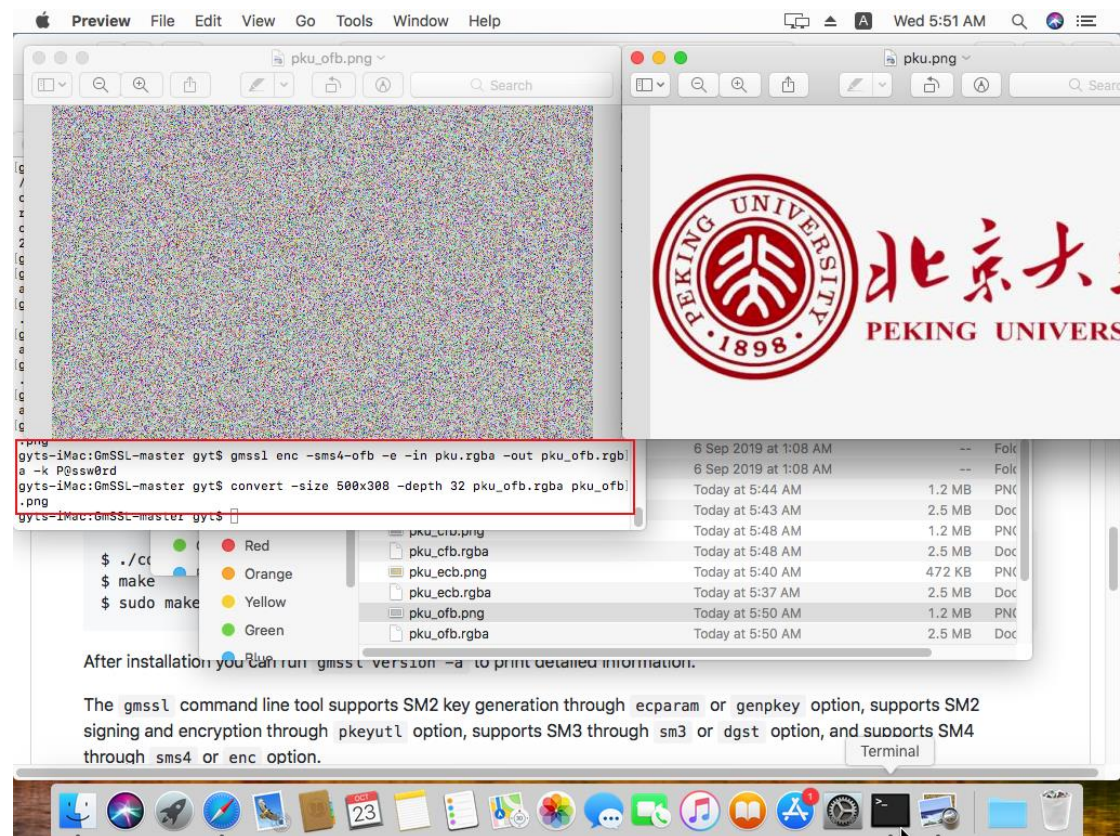 Preview File Edit View Go Tools Window Help
A Wed 5:51 AM
pku_ofb.png
Search
pku.png
PEKING UNIVERSITY
·1898·
北京大
PEKING UNIVERS
.png
gyts-iMac:GmSSL-master gyt$ gmssl enc -sms4-ofb -e -in pku.rgba -out pku_ofb.rgb]
a -k P@ssw0rd
gyts-iMac:GmSSL-master gyt$ convert -size 500x308 -depth 32 pku_ofb.rgba pku_ofb]
.png
gyts-iMac:GmSSL-master gyt$
6 Sep 2019 at 1:08 AM --
6 Sep 2019 at 1:08 AM --
Today at 5:44 AM 1.2 MB
Today at 5:43 AM 2.5 MB
pku_cfb.png Today at 5:48 AM 1.2 MB
pku_cfb.rgba Today at 5:48 AM 2.5 MB
pku_ecb.png Today at 5:40 AM 472 KB
pku_ecb.rgba Today at 5:37 AM 2.5 MB
pku_ofb.png Today at 5:50 AM 1.2 MB
pku_ofb.rgba Today at 5:50 AM 2.5 MB
Red
Orange
Yellow
Green
Blue
$ make
$ sudo make
After installation you can run gmssl version -a to print detailed information.
The gmssl command line tool supports SM2 key generation through ecparam or genpkey option, supports SM2
signing and encryption through pkeyutl option, supports SM3 through sm3 or dgst option, and supports SM4
through sms4 or enc option.
Terminal
OCT
23
1